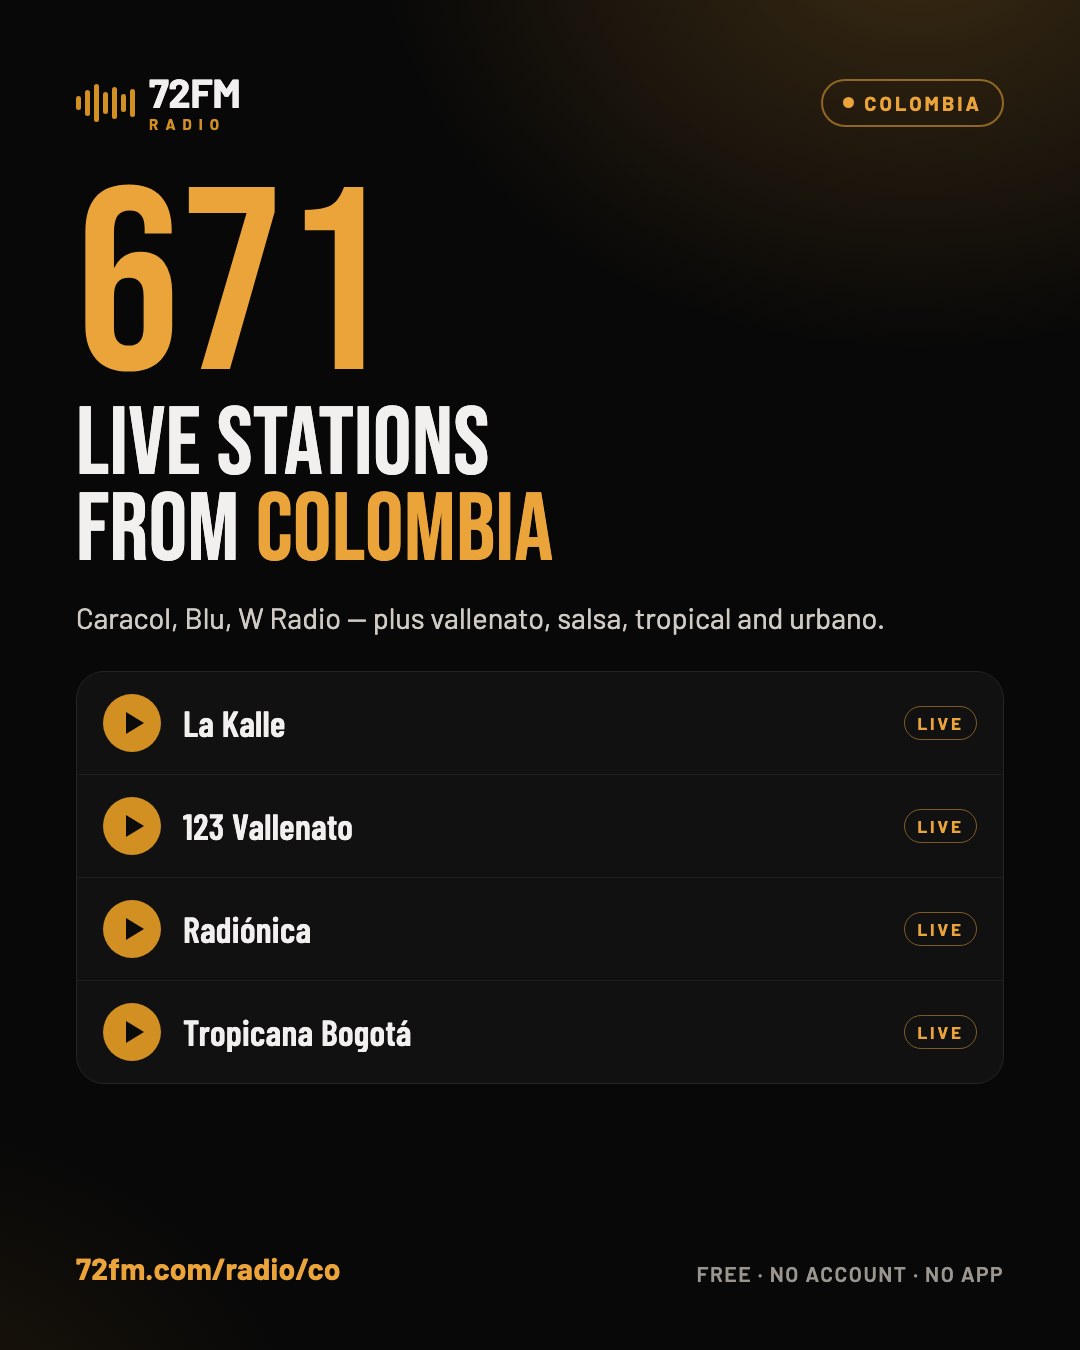 72FM
RADIO
COLOMBIA
671
LIVE STATIONS
FROM COLOMBIA
Caracol, Blu, W Radio — plus vallenato, salsa, tropical and urbano.
La Kalle
LIVE
123 Vallenato
LIVE
Radiónica
LIVE
Tropicana Bogotá
LIVE
72fm.com/radio/co
FREE · NO ACCOUNT · NO APP